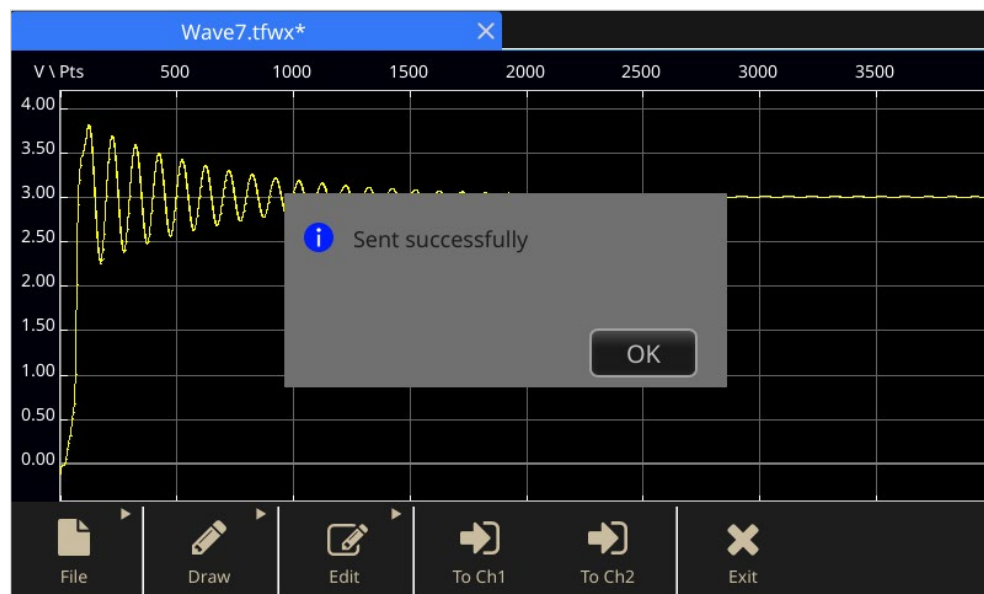 Wave7.tfwx*
V \ Pts 500 1000 1500 2000 2500 3000 3500
4.00
3.50
3.00
2.50
2.00
1.50
1.00
0.50
0.00
Sent successfully
OK
File Draw Edit To Ch1 To Ch2 Exit